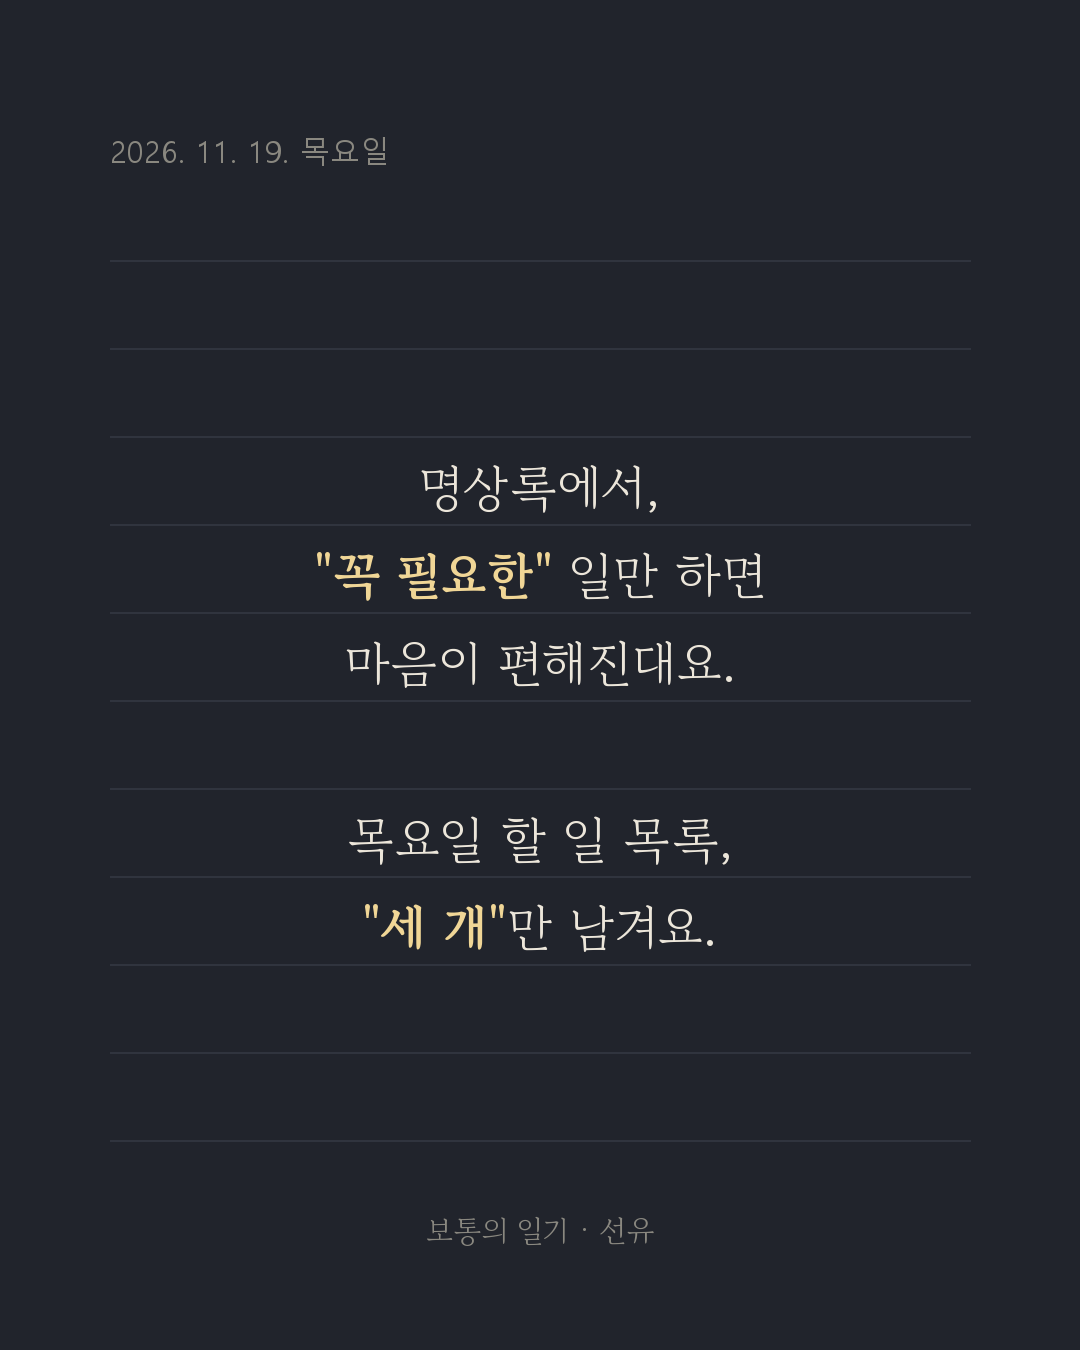 2026. 11. 19. 목요일
명상록에서,
"꼭 필요한" 일만 하면
마음이 편해진대요.
목요일 할 일 목록,
"세 개"만 남겨요.
보통의 일기 · 선유